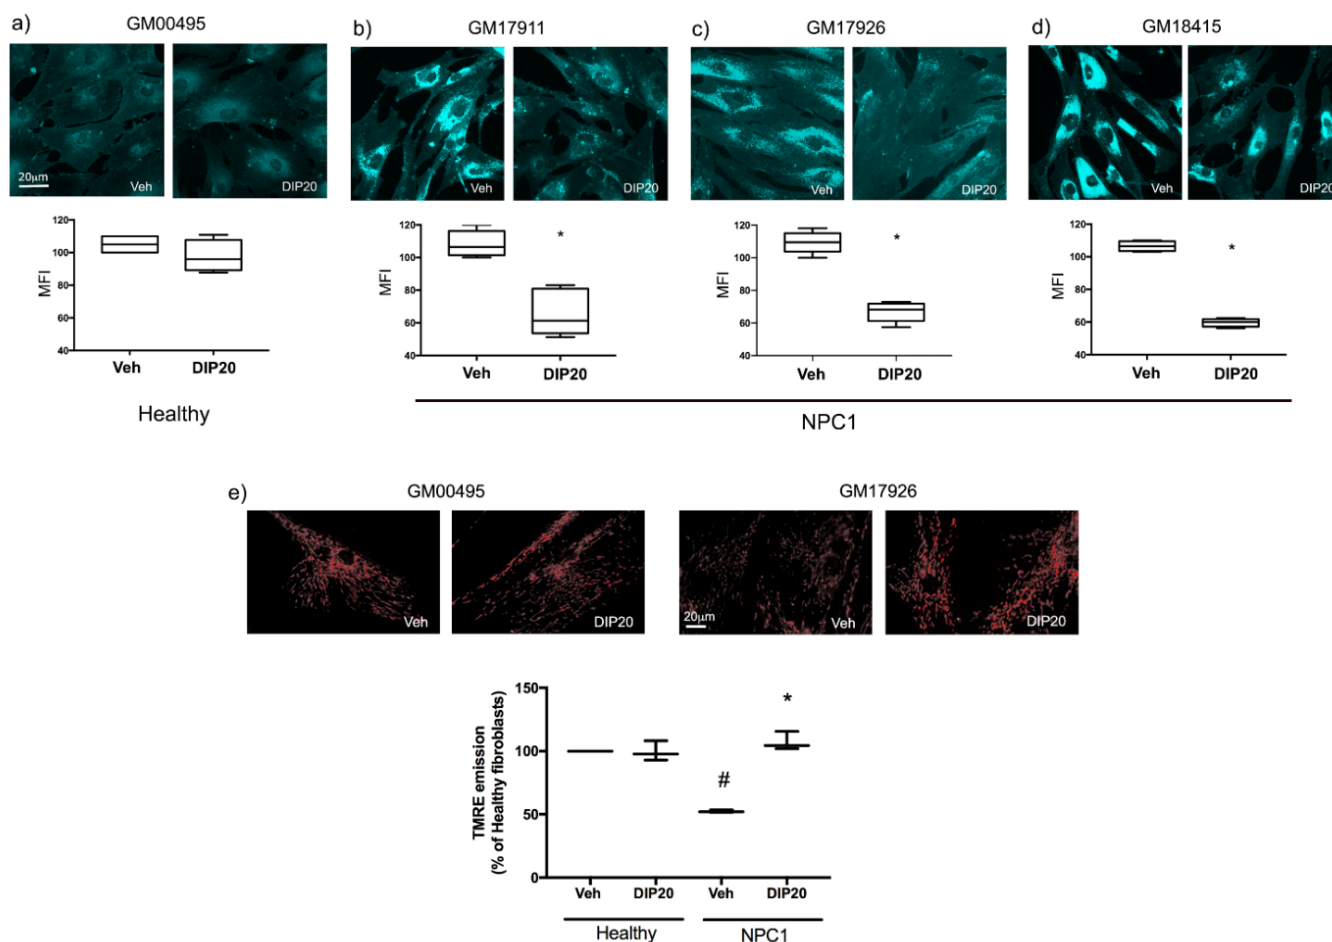 a)
GM00495
b)
GM17911
c)
GM17926
d)
GM18415
20µm
Veh
DIP20
Veh
DIP20
Veh
DIP20
Veh
DIP20
MFI
120
100
80
60
40
Veh
DIP20
MFI
120
100
80
60
40
*
Veh
DIP20
MFI
120
100
80
60
40
*
Veh
DIP20
MFI
120
100
80
60
40
*
Veh
DIP20
Healthy
NPC1
e)
GM00495
GM17926
Veh
DIP20
20µm
Veh
DIP20
TMRE emission
(% of Healthy fibroblasts)
150
100
50
0
#
*
Veh
DIP20
Veh
DIP20
Healthy
NPC1